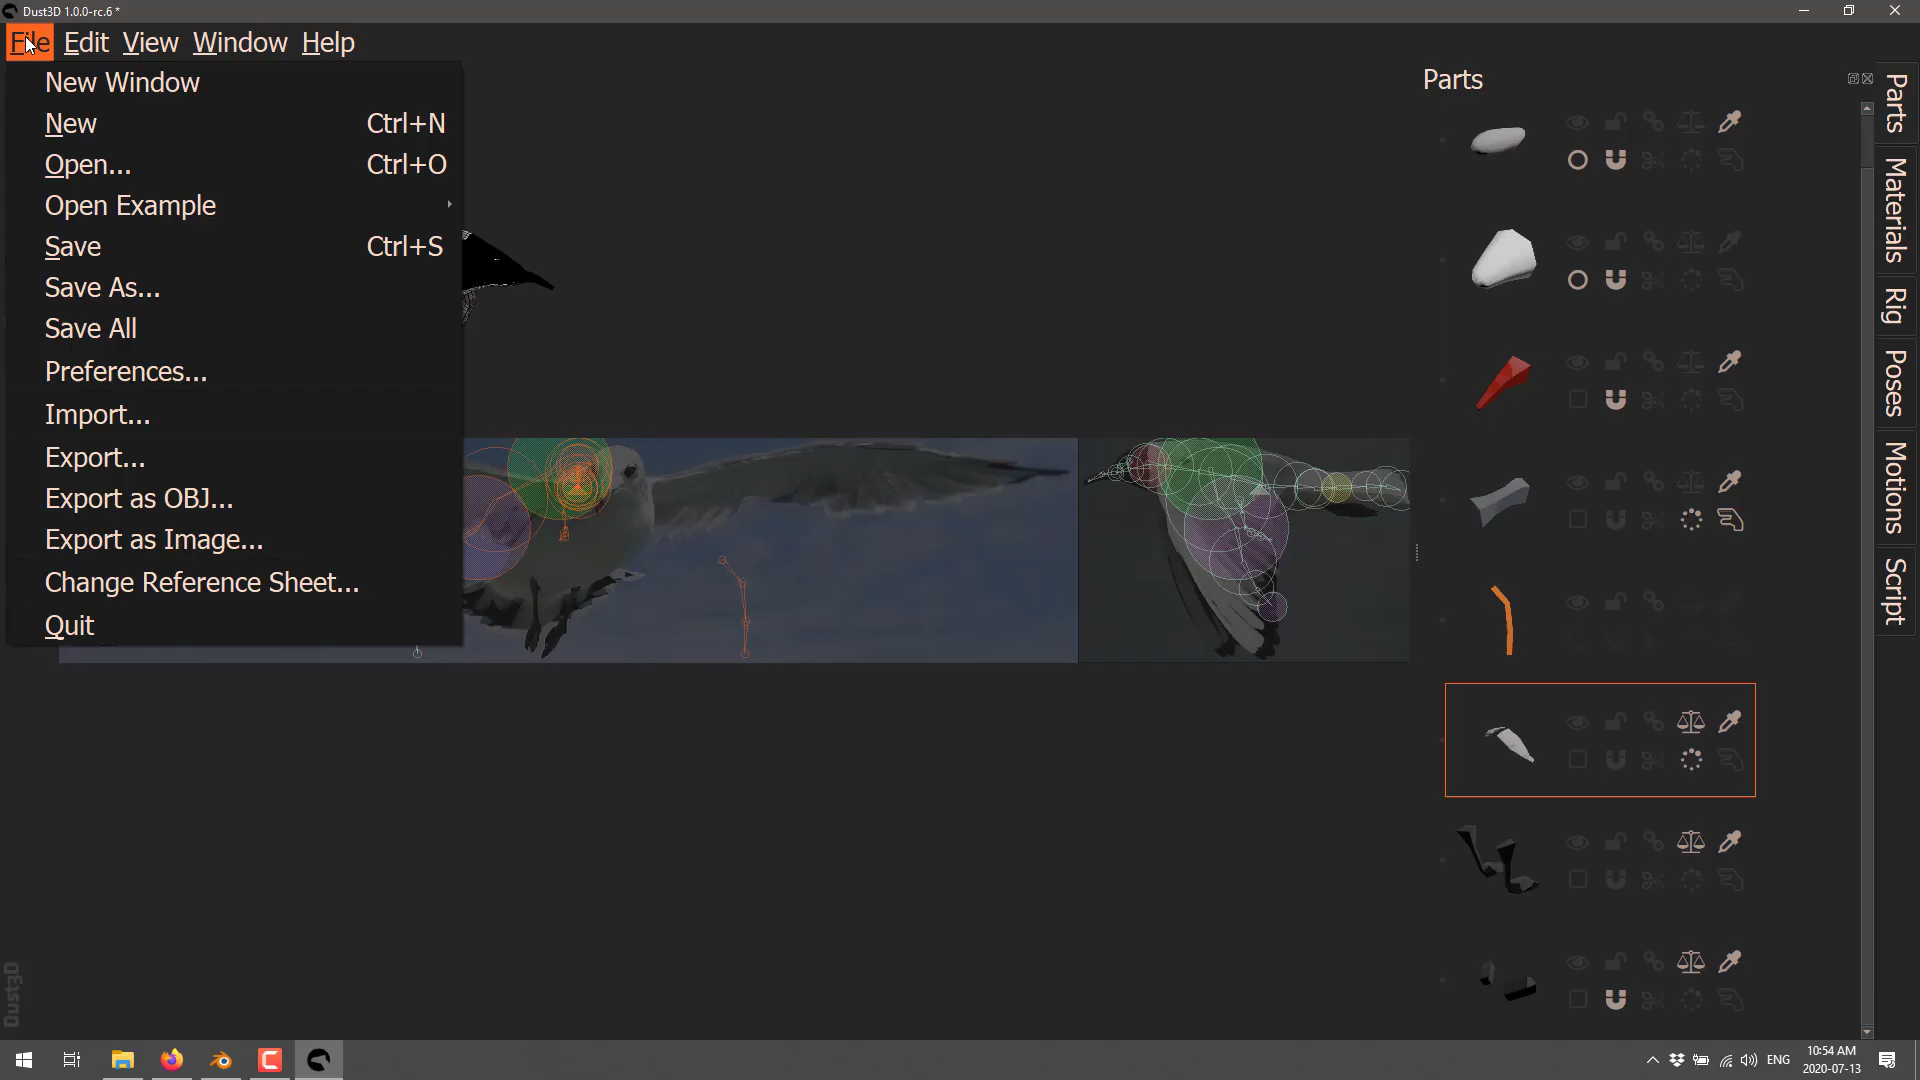 Dust3D 1.0.0-rc.6 *
File Edit View Window Help
New Window
New Ctrl+N
Open... Ctrl+O
Open Example
Save Ctrl+S
Save As...
Save All
Preferences...
Import...
Export...
Export as OBJ...
Export as Image...
Change Reference Sheet...
Quit
Parts
Parts
Materials
Rig
Poses
Motions
Script
Dust3D
ENG
10:54 AM
2020-07-13